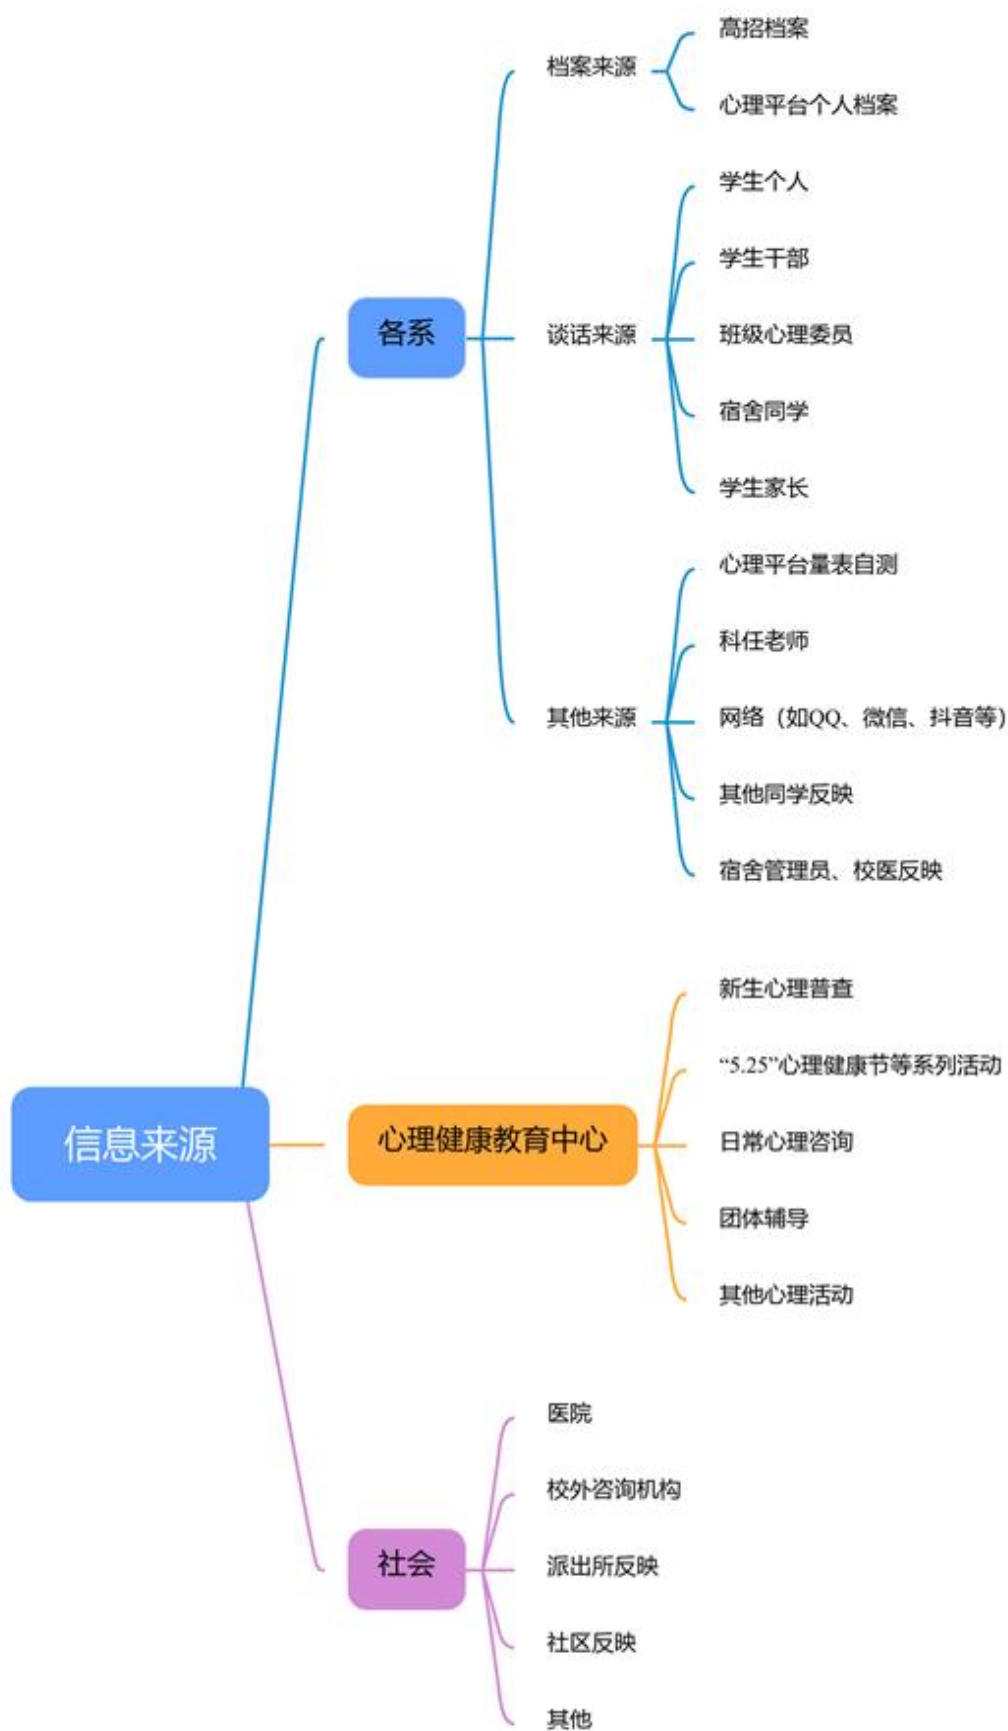 信息来源
各系
档案来源
高招档案
心理平台个人档案
谈话来源
学生个人
学生干部
班级心理委员
宿舍同学
学生家长
其他来源
心理平台量表自测
科任老师
网络（如QQ、微信、抖音等）
其他同学反映
宿舍管理员、校医反映
心理健康教育中心
新生心理普查
“5.25”心理健康节等系列活动
日常心理咨询
团体辅导
其他心理活动
社会
医院
校外咨询机构
派出所反映
社区反映
其他